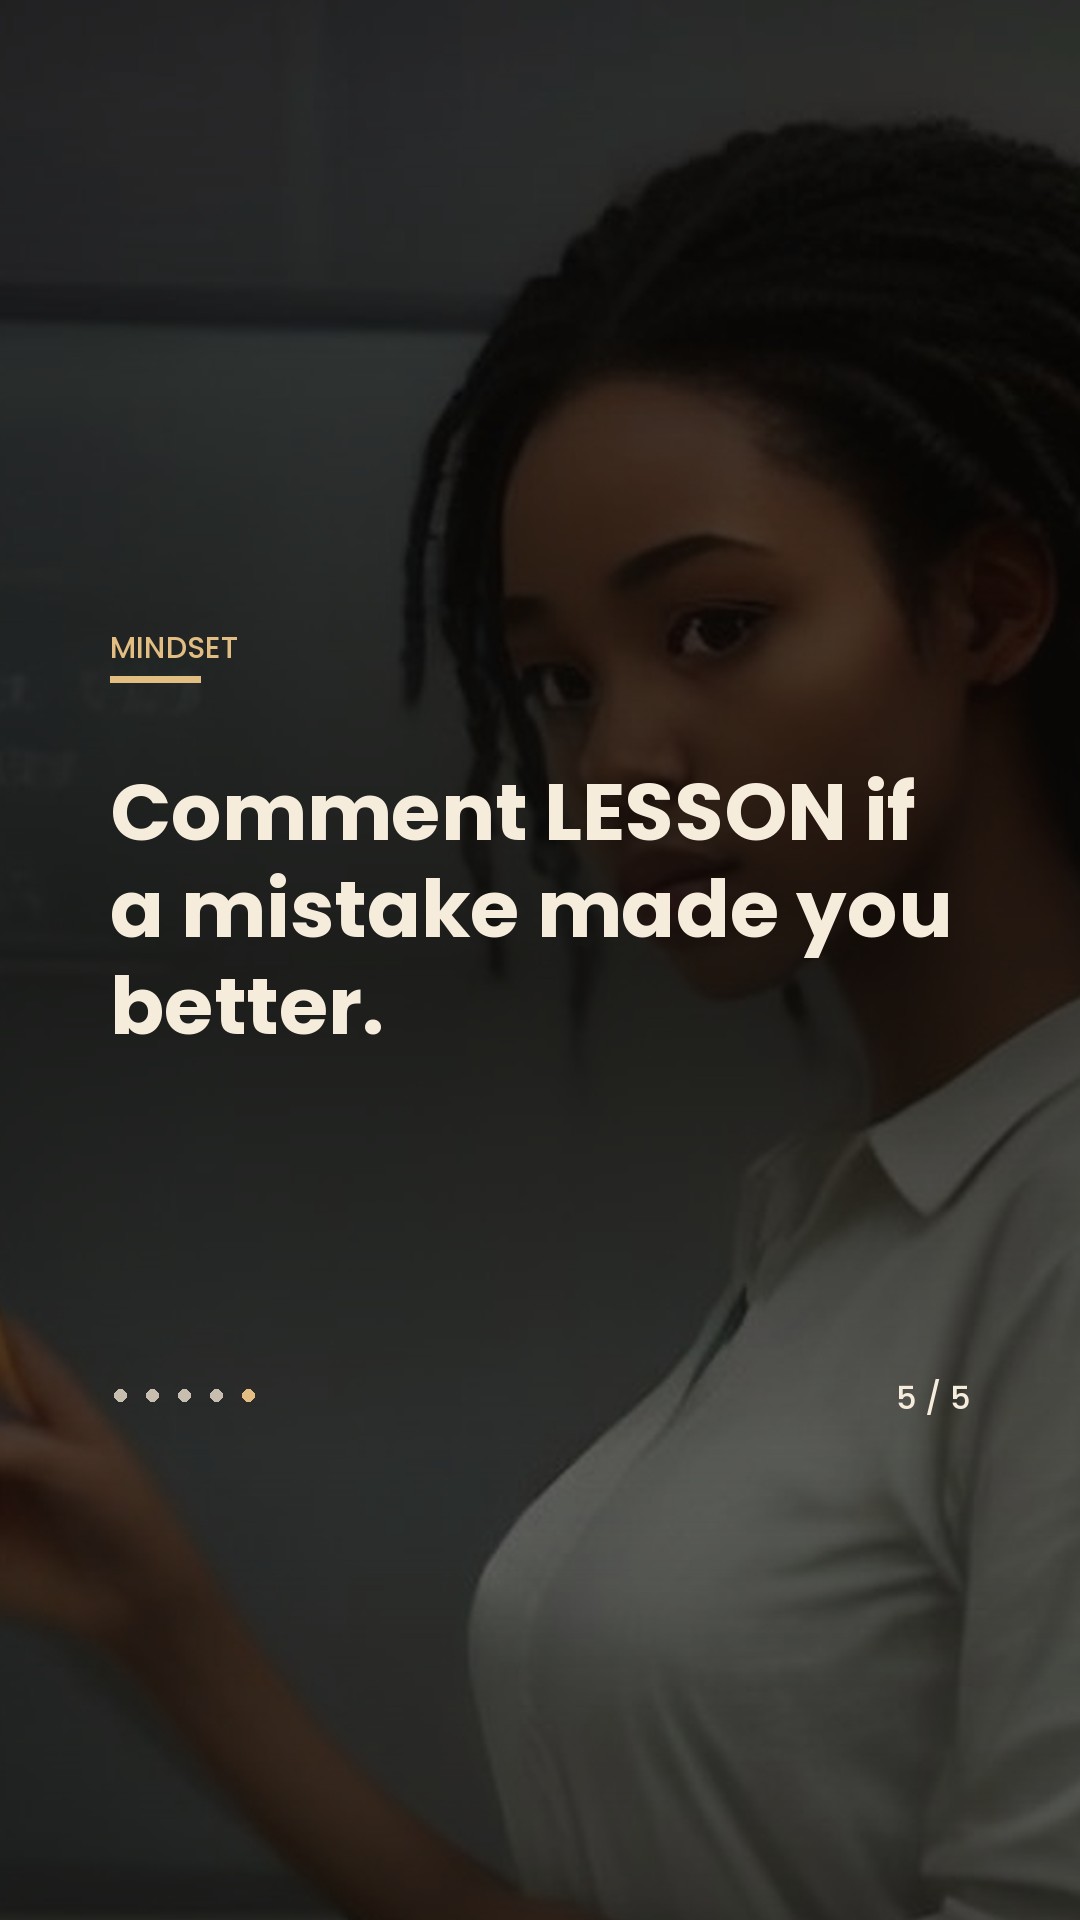 MINDSET
Comment LESSON if
a mistake made you
better.
5 / 5